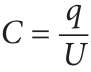 C = q/U